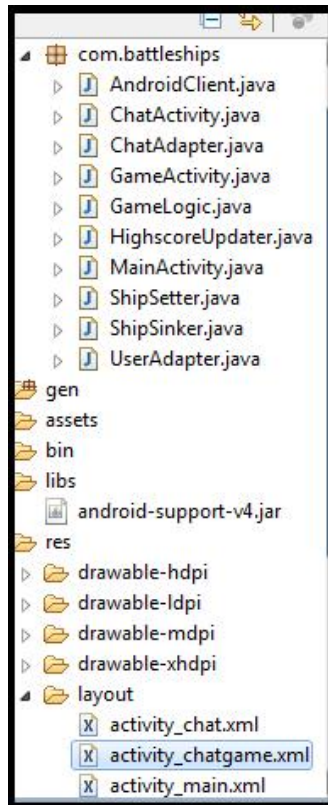 com.battleships
AndroidClient.java
ChatActivity.java
ChatAdapter.java
GameActivity.java
GameLogic.java
HighscoreUpdater.java
MainActivity.java
ShipSetter.java
ShipSinker.java
UserAdapter.java
gen
assets
bin
libs
android-support-v4.jar
res
drawable-hdpi
drawable-ldpi
drawable-mdpi
drawable-xhdpi
layout
activity_chat.xml
activity_chatgame.xml
activity_main.xml